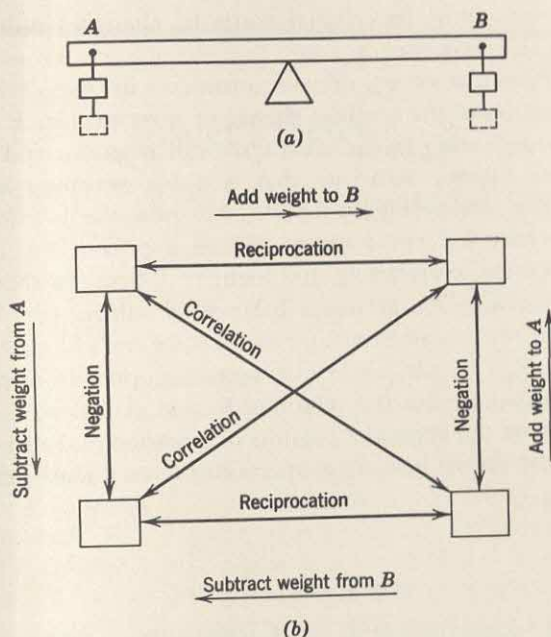 A B
(a)
Add weight to B
Reciprocation
Subtract weight from A
Negation
Correlation
Correlation
Negation
Add weight to A
Reciprocation
Subtract weight from B
(b)